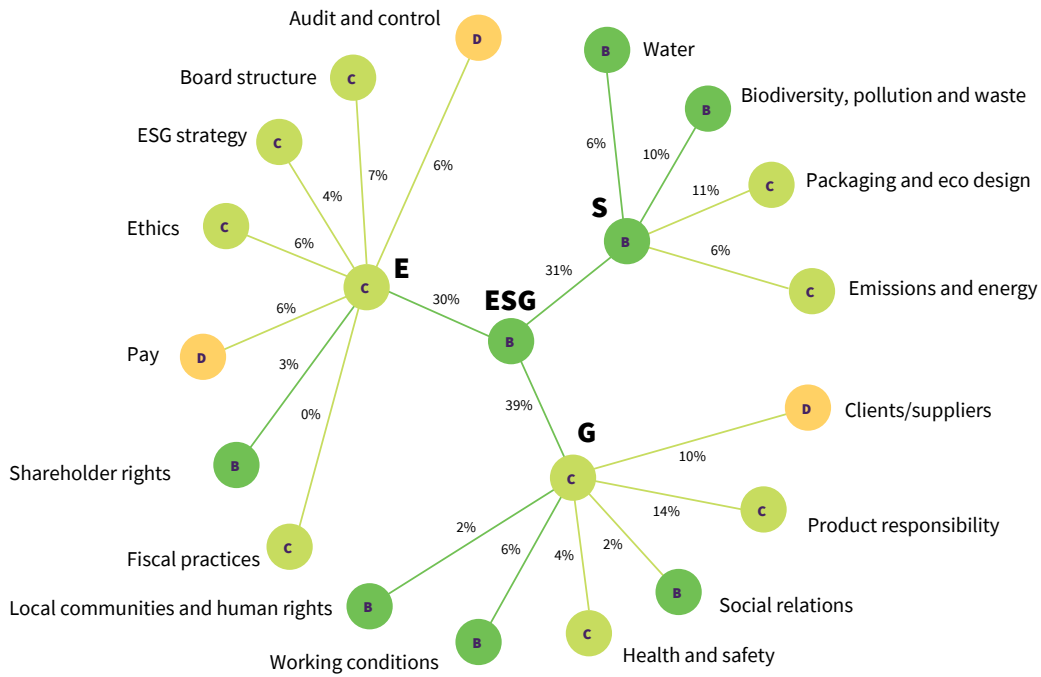 Audit and control
D
Board structure
C
ESG strategy
C
Ethics
C
Pay
D
Shareholder rights
B
Fiscal practices
C
6%
7%
4%
6%
6%
3%
0%
E
C
30%
ESG
B
31%
39%
S
B
B
Water
6%
B
Biodiversity, pollution and waste
10%
C
Packaging and eco design
11%
C
Emissions and energy
6%
G
C
D
Clients/suppliers
10%
C
Product responsibility
14%
B
Social relations
2%
C
Health and safety
4%
B
Working conditions
6%
B
Local communities and human rights
2%